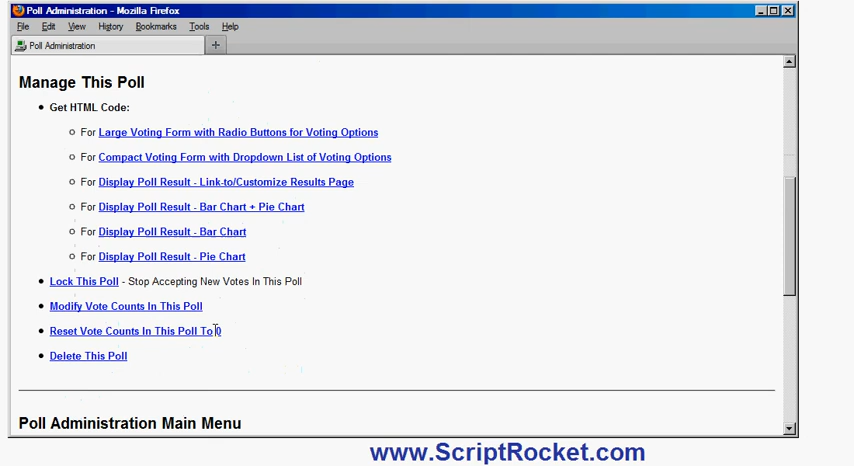 Poll Administration - Mozilla Firefox
File Edit View History Bookmarks Tools Help
Poll Administration
Manage This Poll
Get HTML Code:
For Large Voting Form with Radio Buttons for Voting Options
For Compact Voting Form with Dropdown List of Voting Options
For Display Poll Result - Link-to/Customize Results Page
For Display Poll Result - Bar Chart + Pie Chart
For Display Poll Result - Bar Chart
For Display Poll Result - Pie Chart
Lock This Poll - Stop Accepting New Votes In This Poll
Modify Vote Counts In This Poll
Reset Vote Counts In This Poll To 0
Delete This Poll
Poll Administration Main Menu
www.ScriptRocket.com